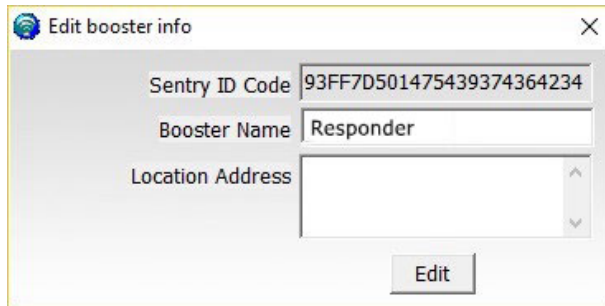 Edit booster info
Sentry ID Code 93FF7D501475439374364234
Booster Name Responder
Location Address
Edit